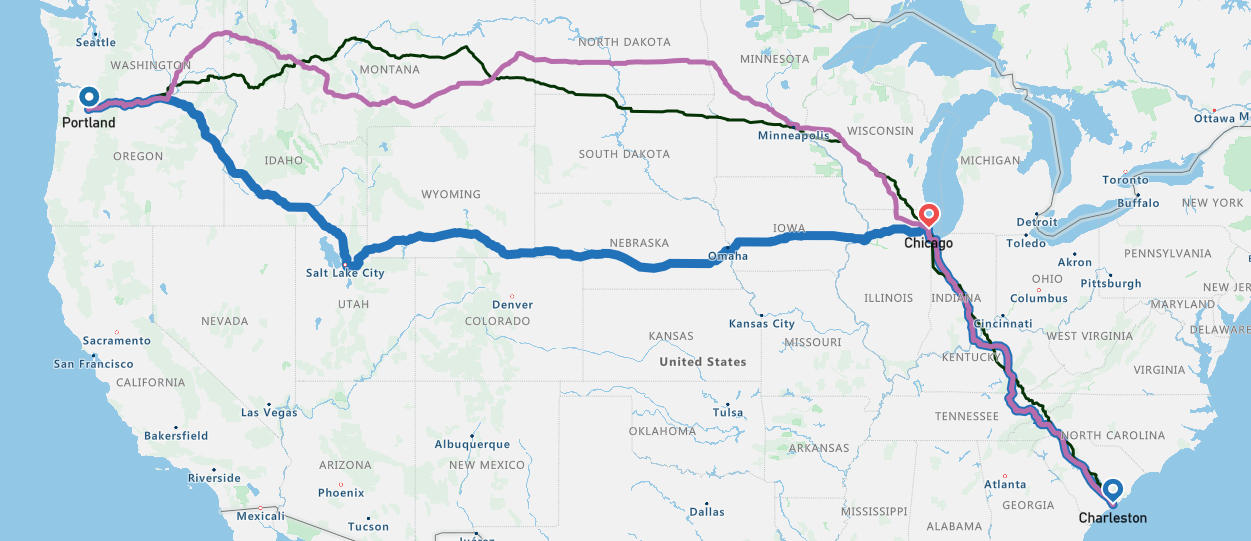 NORTH DAKOTA
Seattle
MINNESOTA
WASHINGTON
MONTANA
Ottawa
M
Portland
WISCONSIN
Minneapolis
OREGON
IDAHO
SOUTH DAKOTA
MICHIGAN
Toronto
WYOMING
Buffalo
NEW YORK
Detroit
IOWA
Chicago
Toledo
NEBRASKA
Omaha
PENNSYLVANIA
Akron
Salt Lake City
OHIO
Pittsburgh
NEW JER
ILLINOIS
INDIANA
Columbus
UTAH
Denver
MARYLAND
NEVADA
COLORADO
Kansas City
Cincinnati
DELAWARE
Sacramento
KANSAS
MISSOURI
WEST VIRGINIA
San Francisco
United States
KENTUCKY
VIRGINIA
CALIFORNIA
Las Vegas
Tulsa
TENNESSEE
Bakersfield
OKLAHOMA
NORTH CAROLINA
Albuquerque
ARKANSAS
ARIZONA
NEW MEXICO
Riverside
Atlanta
Phoenix
GEORGIA
Mexicali
Dallas
MISSISSIPPI
Charleston
Tucson
ALABAMA
Juárez